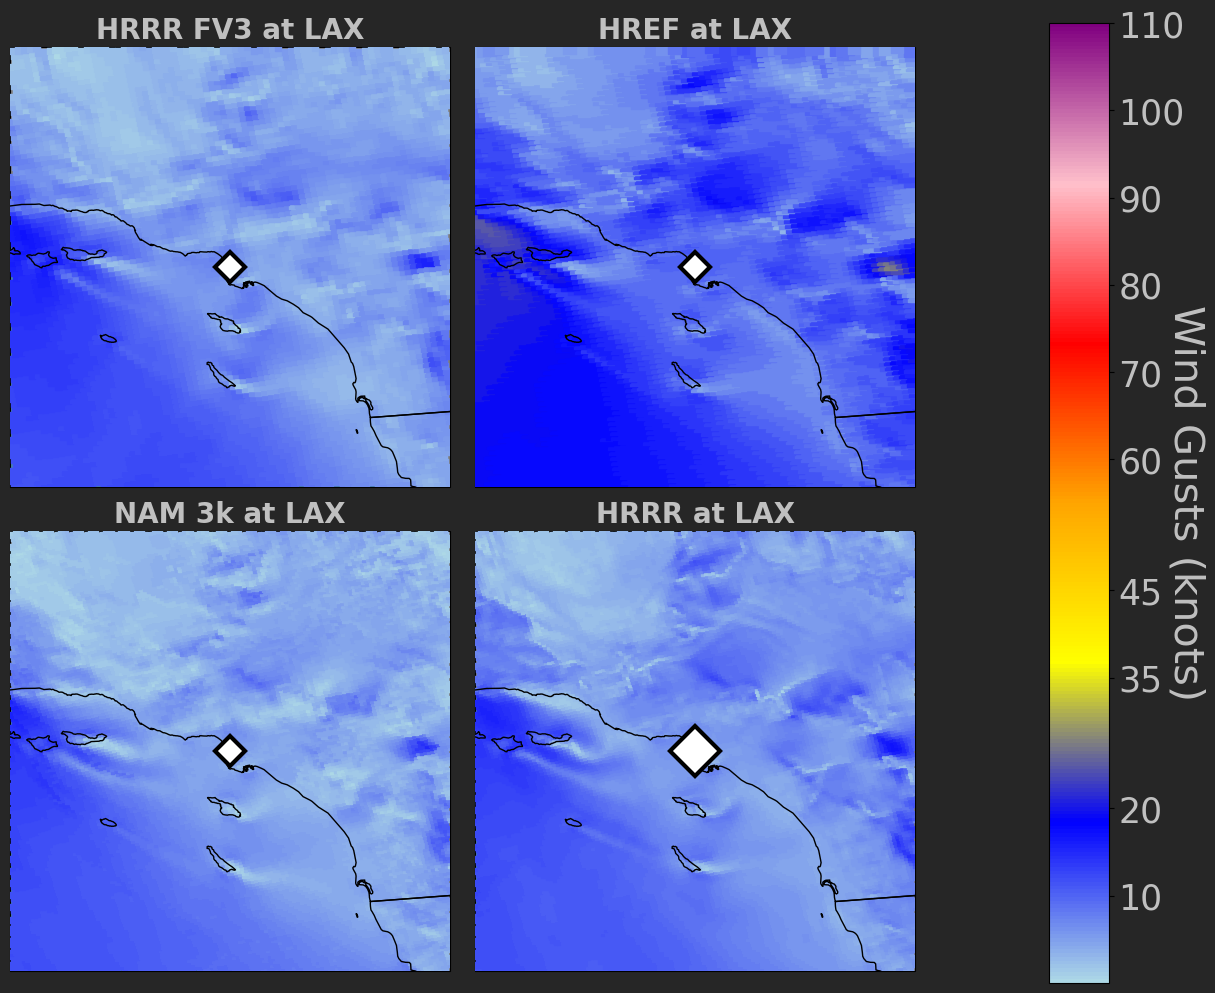 HRRR FV3 at LAX
HREF at LAX
NAM 3k at LAX
HRRR at LAX
110
100
90
80
70
60
45
35
20
10
Wind Gusts (knots)